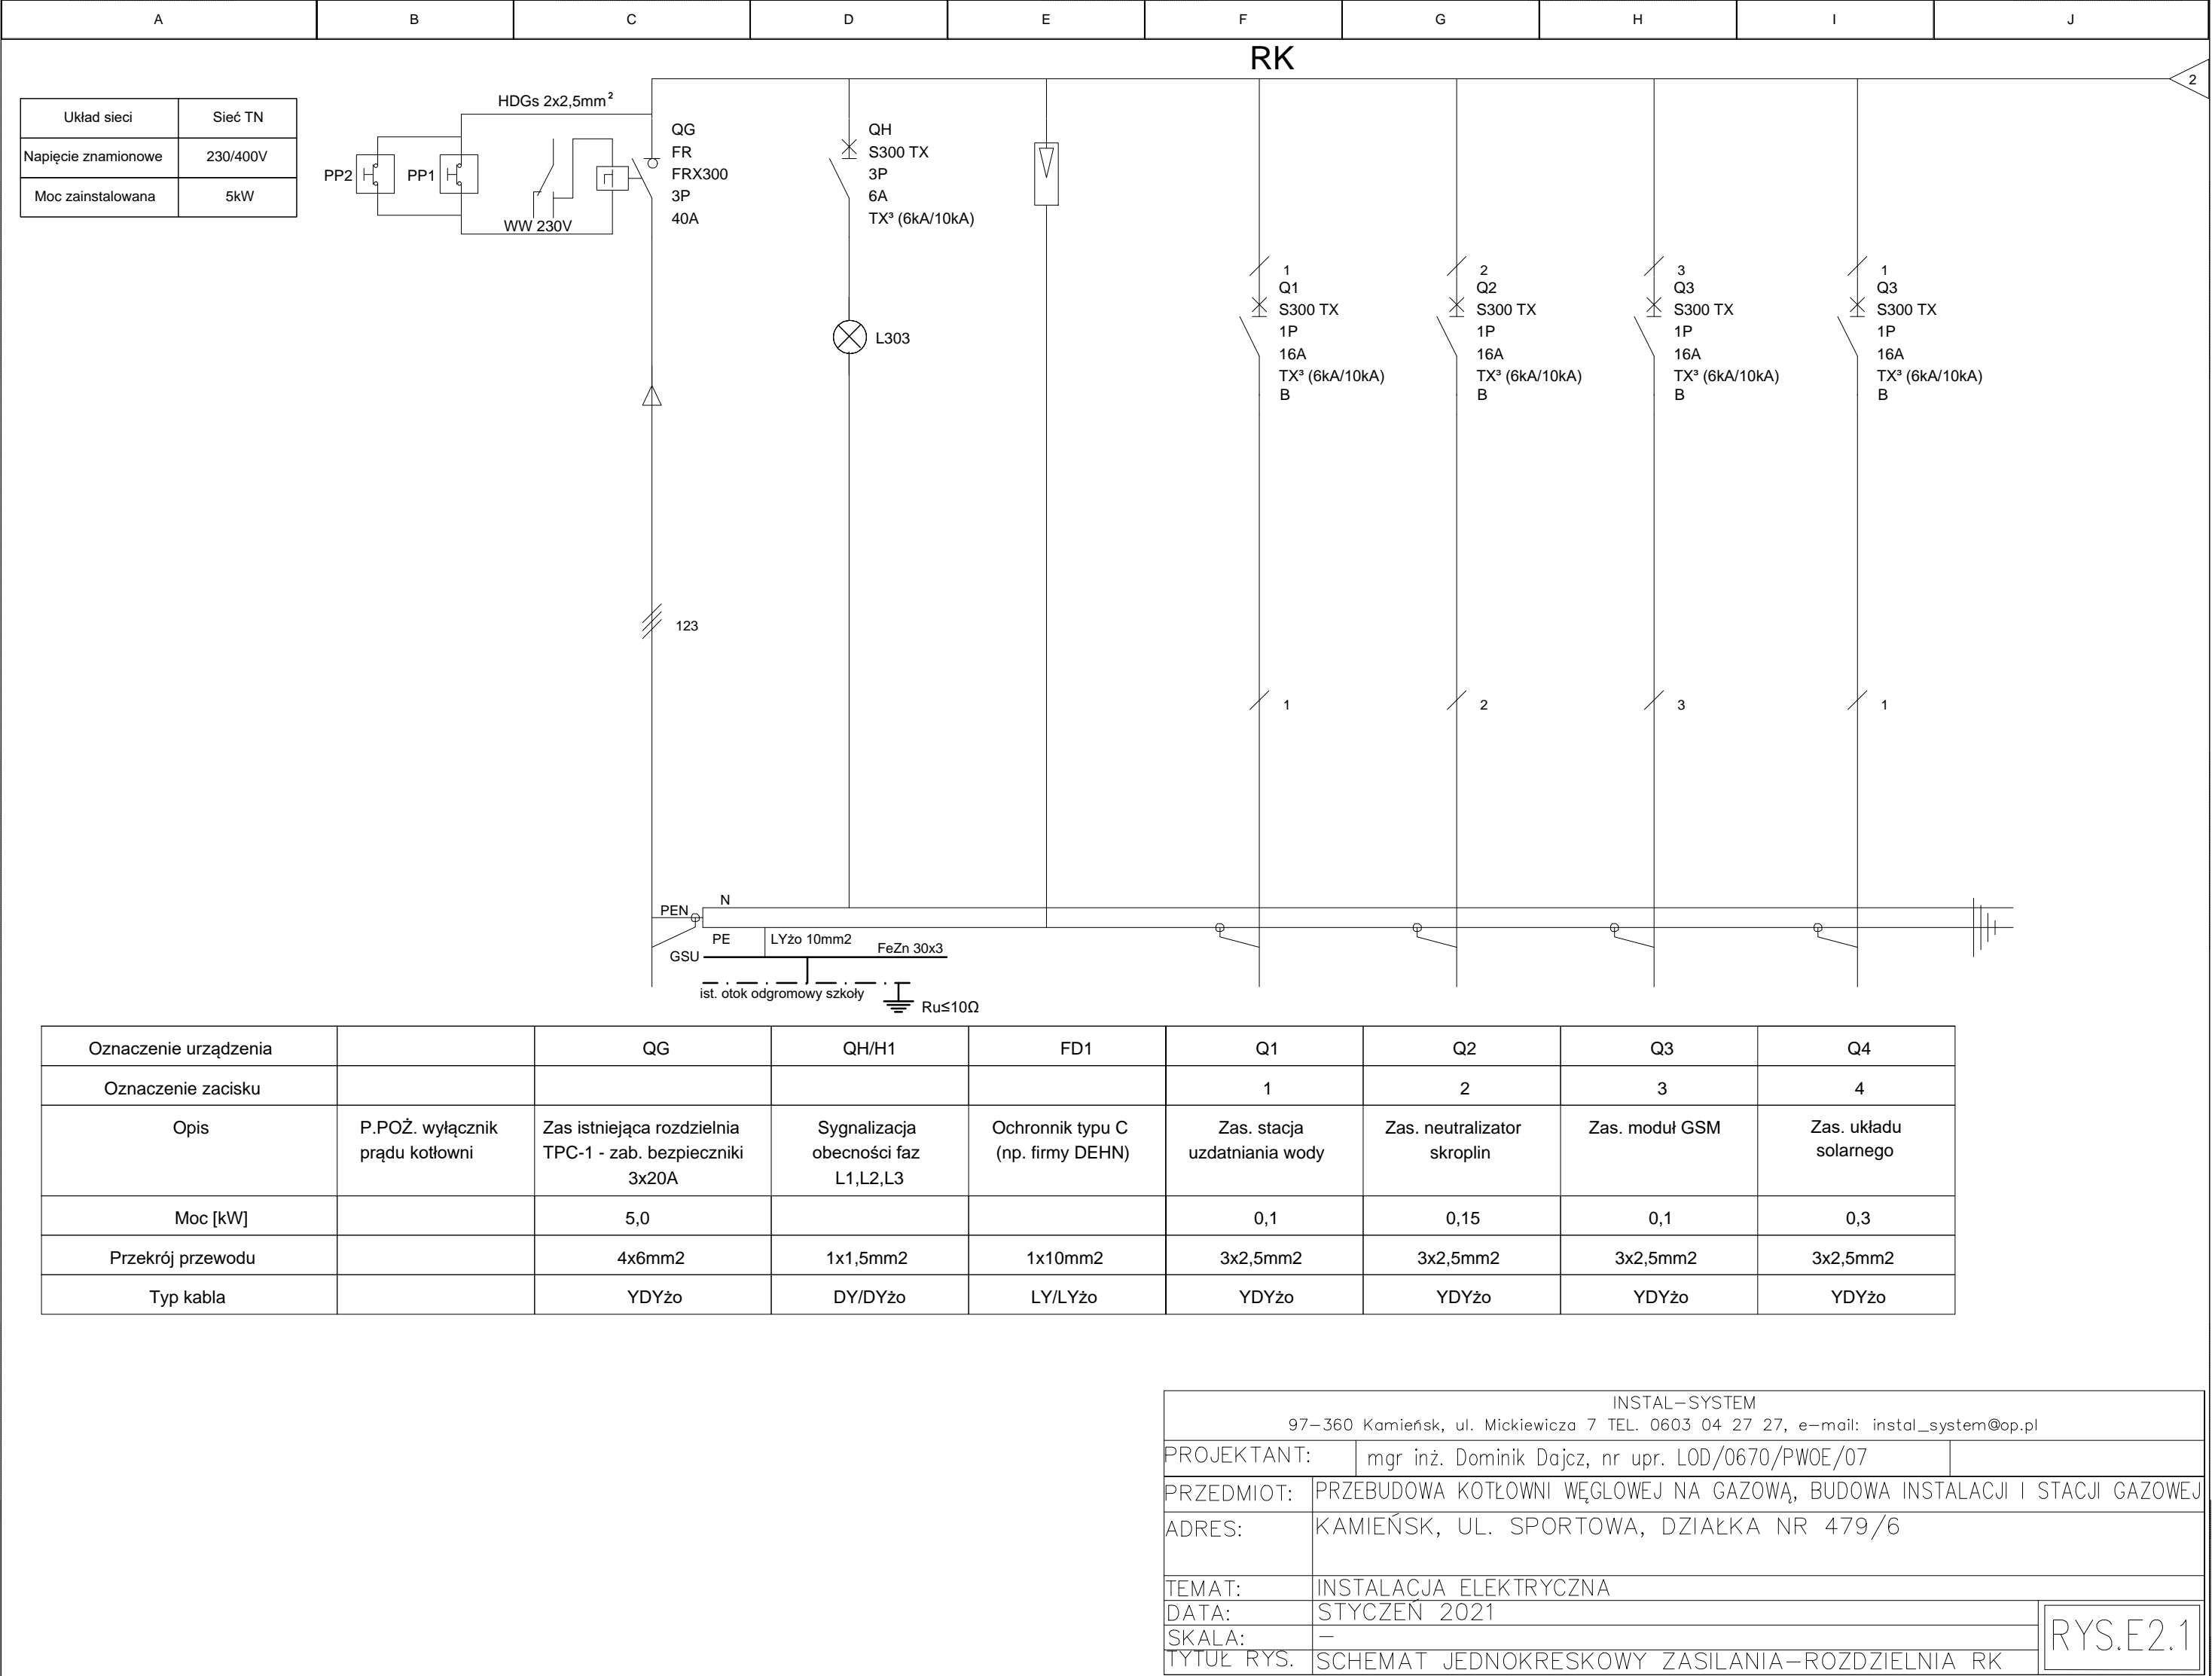 A B C D E F G H I J
RK
2
Układ sieci Sieć TN
Napięcie znamionowe 230/400V
Moc zainstalowana 5kW
HDGs 2x2,5mm²
PP2
PP1
WW 230V
QG
FR
FRX300
3P
40A
QH
S300 TX
3P
6A
TX³ (6kA/10kA)
L303
1
Q1
S300 TX
1P
16A
TX³ (6kA/10kA)
B
2
Q2
S300 TX
1P
16A
TX³ (6kA/10kA)
B
3
Q3
S300 TX
1P
16A
TX³ (6kA/10kA)
B
1
Q3
S300 TX
1P
16A
TX³ (6kA/10kA)
B
123
1
2
3
1
N
PEN
PE
LYżo 10mm2
FeZn 30x3
GSU
ist. otok odgromowy szkoły
Ru≤10Ω
Oznaczenie urządzenia QG QH/H1 FD1 Q1 Q2 Q3 Q4
Oznaczenie zacisku 1 2 3 4
Opis
P.POŻ. wyłącznik
prądu kotłowni
Zas istniejąca rozdzielnia
TPC-1 - zab. bezpieczniki
3x20A
Sygnalizacja
obecności faz
L1,L2,L3
Ochronnik typu C
(np. firmy DEHN)
Zas. stacja
uzdatniania wody
Zas. neutralizator
skroplin
Zas. moduł GSM
Zas. układu
solarnego
Moc [kW] 5,0 0,1 0,15 0,1 0,3
Przekrój przewodu 4x6mm2 1x1,5mm2 1x10mm2 3x2,5mm2 3x2,5mm2 3x2,5mm2 3x2,5mm2
Typ kabla YDYżo DY/DYżo LY/LYżo YDYżo YDYżo YDYżo YDYżo
INSTAL-SYSTEM
97-360 Kamieńsk, ul. Mickiewicza 7 TEL. 0603 04 27 27, e-mail: instal_system@op.pl
PROJEKTANT: mgr inż. Dominik Dajcz, nr upr. LOD/0670/PWOE/07
PRZEDMIOT: PRZEBUDOWA KOTŁOWNI WĘGLOWEJ NA GAZOWĄ, BUDOWA INSTALACJI I STACJI GAZOWEJ
ADRES: KAMIEŃSK, UL. SPORTOWA, DZIAŁKA NR 479/6
TEMAT: INSTALACJA ELEKTRYCZNA
DATA: STYCZEŃ 2021
SKALA: -
TYTUŁ RYS. SCHEMAT JEDNOKRESKOWY ZASILANIA-ROZDZIELNIA RK
RYS.E2.1